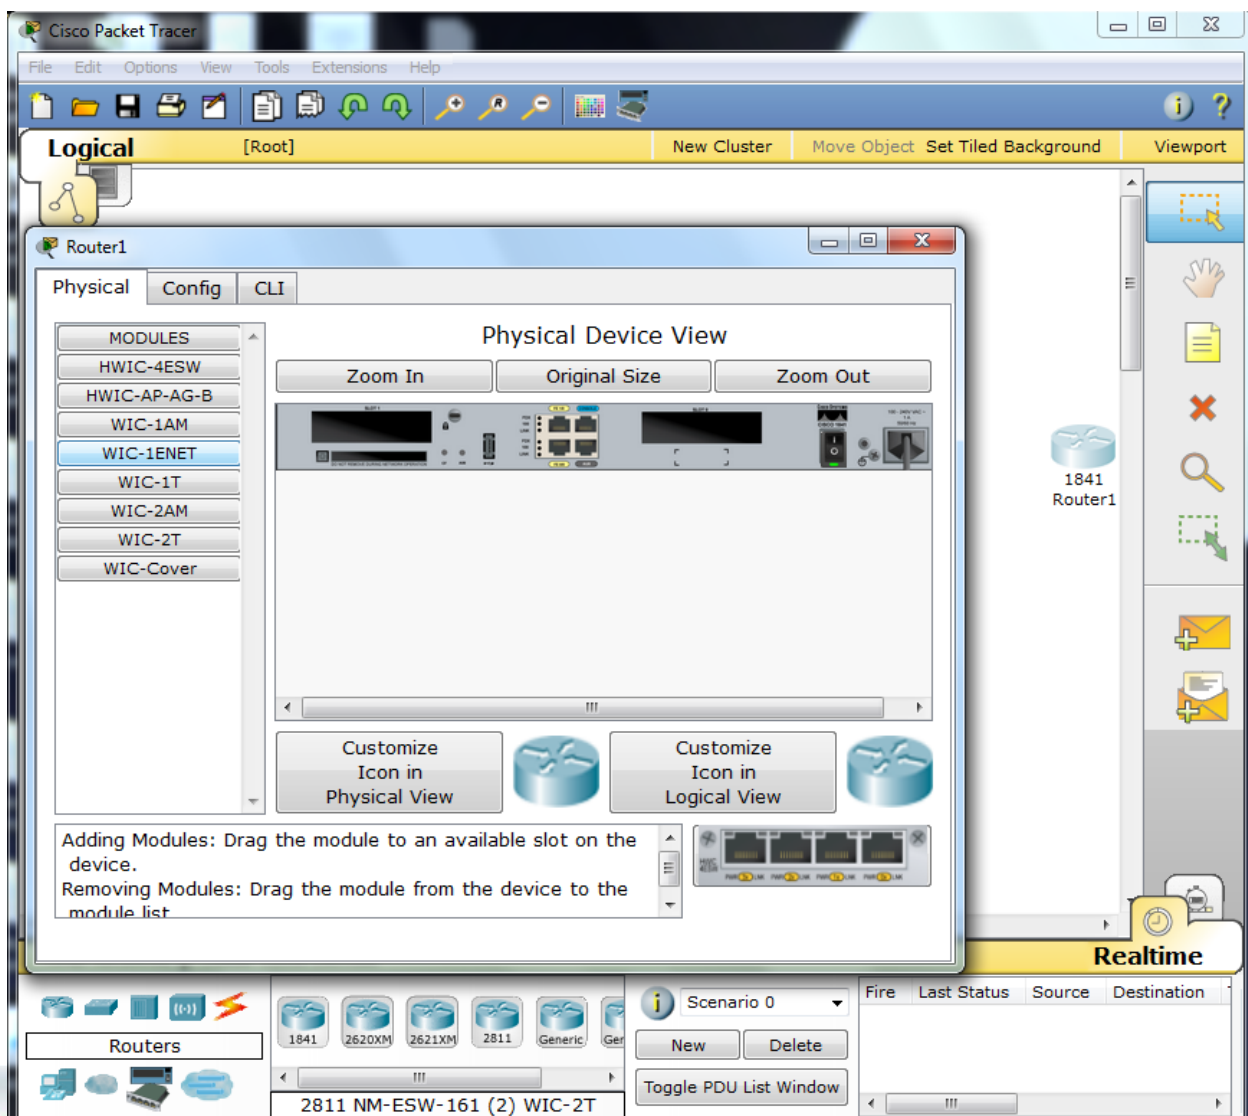 Cisco Packet Tracer
File Edit Options View Tools Extensions Help
Logical [Root] New Cluster Move Object Set Tiled Background Viewport
Router1
Physical Config CLI
MODULES
HWIC-4ESW
HWIC-AP-AG-B
WIC-1AM
WIC-1ENET
WIC-1T
WIC-2AM
WIC-2T
WIC-Cover
Physical Device View
Zoom In Original Size Zoom Out
Customize
Icon in
Physical View
Customize
Icon in
Logical View
Adding Modules: Drag the module to an available slot on the
device.
Removing Modules: Drag the module from the device to the
module list
1841
Router1
Realtime
Routers
1841 2620XM 2621XM 2811 Generic Ger
2811 NM-ESW-161 (2) WIC-2T
Scenario 0
New Delete
Toggle PDU List Window
Fire Last Status Source Destination